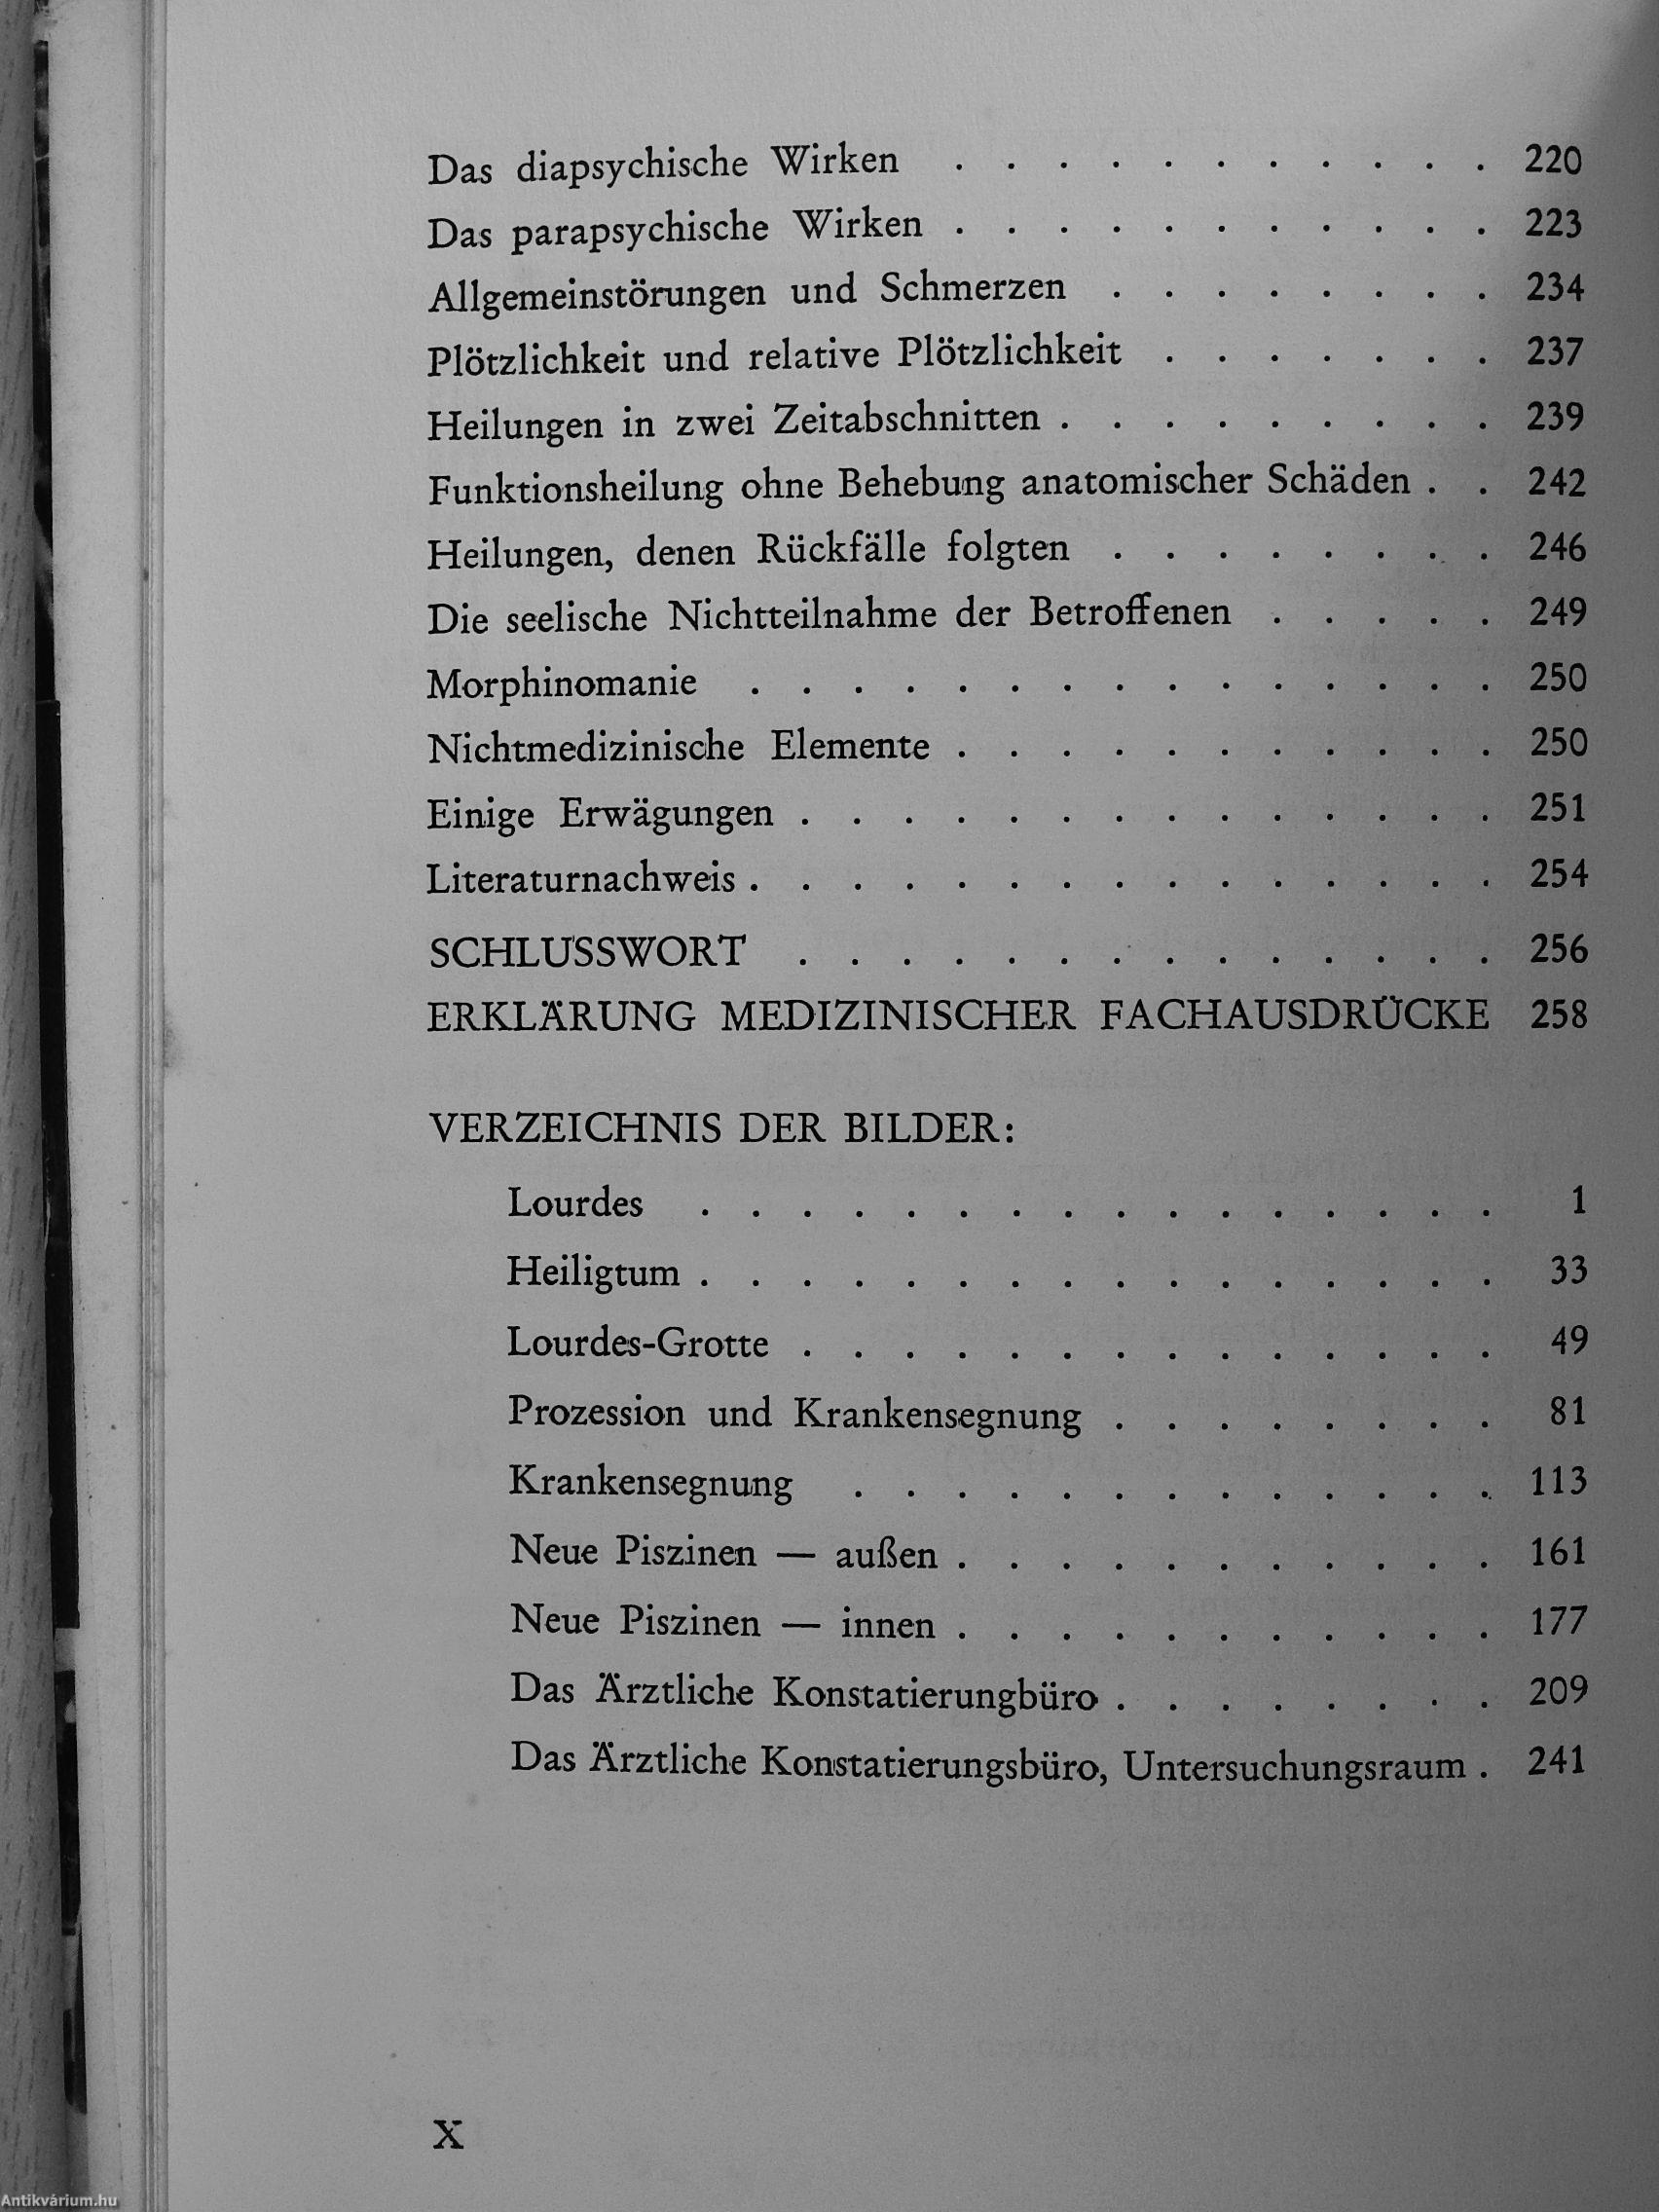 Das diapsychische Wirken . . . . . . . . . . . 220
Das parapsychische Wirken . . . . . . . . . . . 223
Allgemeinstörungen und Schmerzen . . . . . . . . 234
Plötzlichkeit und relative Plötzlichkeit . . . . . . . 237
Heilungen in zwei Zeitabschnitten . . . . . . . . . 239
Funktionsheilung ohne Behebung anatomischer Schäden . . 242
Heilungen, denen Rückfälle folgten . . . . . . . . 246
Die seelische Nichtteilnahme der Betroffenen . . . . . 249
Morphinomanie . . . . . . . . . . . . . . . 250
Nichtmedizinische Elemente . . . . . . . . . . . 250
Einige Erwägungen . . . . . . . . . . . . . . 251
Literaturnachweis . . . . . . . . . . . . . . . 254
SCHLUSSWORT . . . . . . . . . . . . . . 256
ERKLÄRUNG MEDIZINISCHER FACHAUSDRÜCKE 258
VERZEICHNIS DER BILDER:
Lourdes . . . . . . . . . . . . . . . . 1
Heiligtum . . . . . . . . . . . . . . . . 33
Lourdes-Grotte . . . . . . . . . . . . . . 49
Prozession und Krankensegnung . . . . . . . . 81
Krankensegnung . . . . . . . . . . . . . 113
Neue Piszinen — außen . . . . . . . . . . . 161
Neue Piszinen — innen . . . . . . . . . . . 177
Das Ärztliche Konstatierungbüro . . . . . . . . 209
Das Ärztliche Konstatierungsbüro, Untersuchungsraum . 241
X
Antikvárium.hu